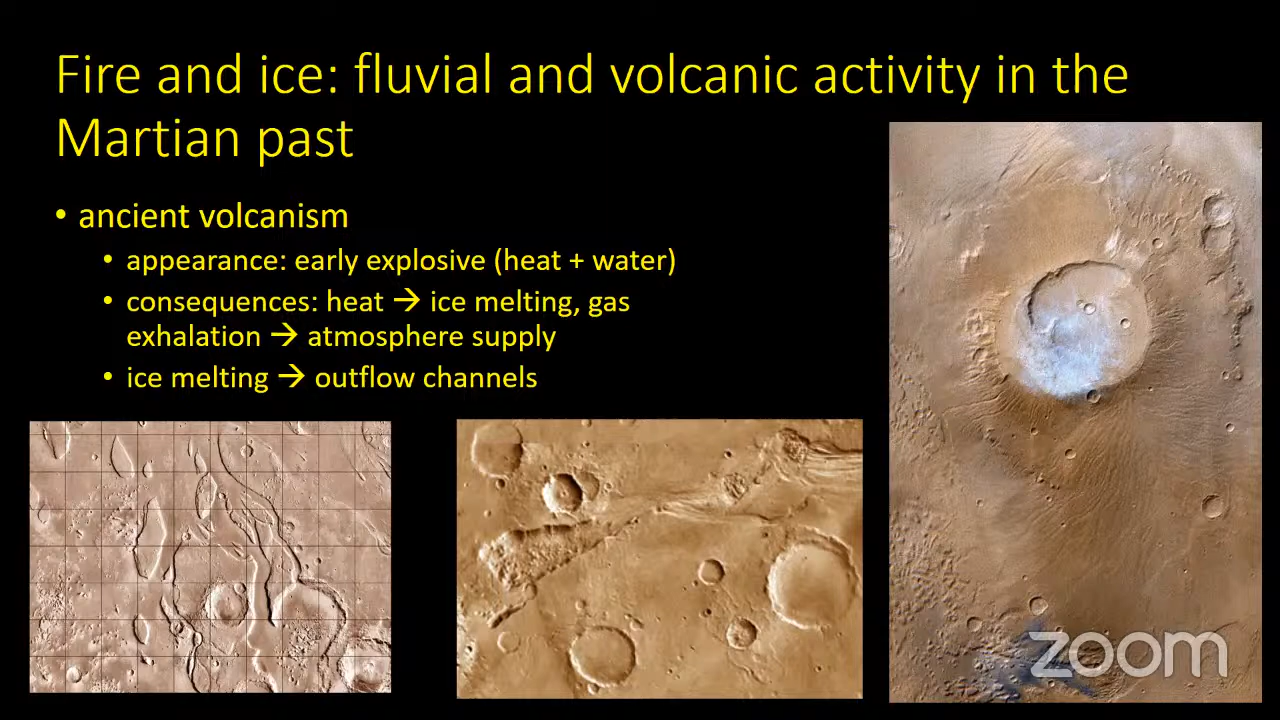 Fire and ice: fluvial and volcanic activity in the
Martian past
• ancient volcanism
• appearance: early explosive (heat + water)
• consequences: heat → ice melting, gas
exhalation → atmosphere supply
• ice melting → outflow channels
zoom